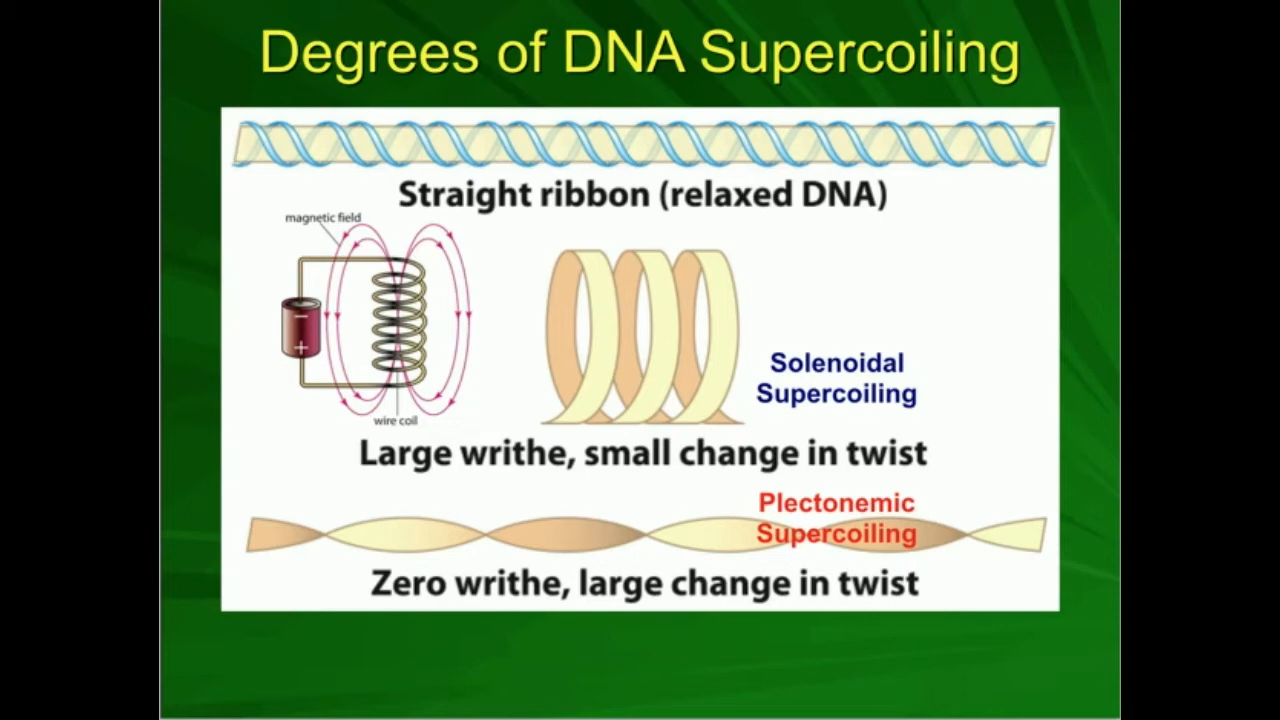 Degrees of DNA Supercoiling
Straight ribbon (relaxed DNA)
magnetic field
−
+
wire coil
Solenoidal
Supercoiling
Large writhe, small change in twist
Plectonemic
Supercoiling
Zero writhe, large change in twist